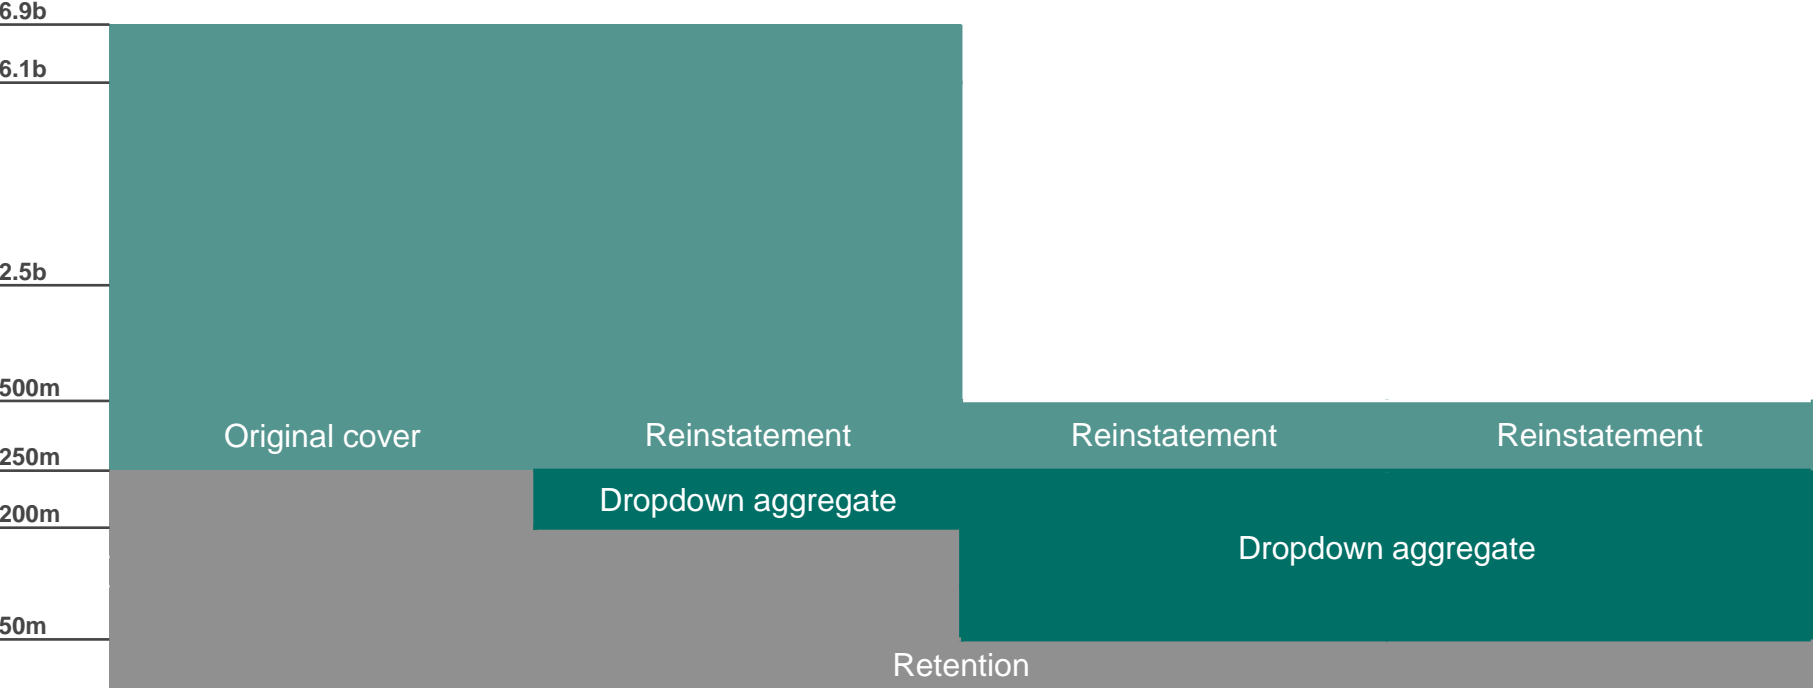 6.9b
6.1b
2.5b
500m
Original cover
Reinstatement
Reinstatement
Reinstatement
250m
Dropdown aggregate
200m
Dropdown aggregate
50m
Retention